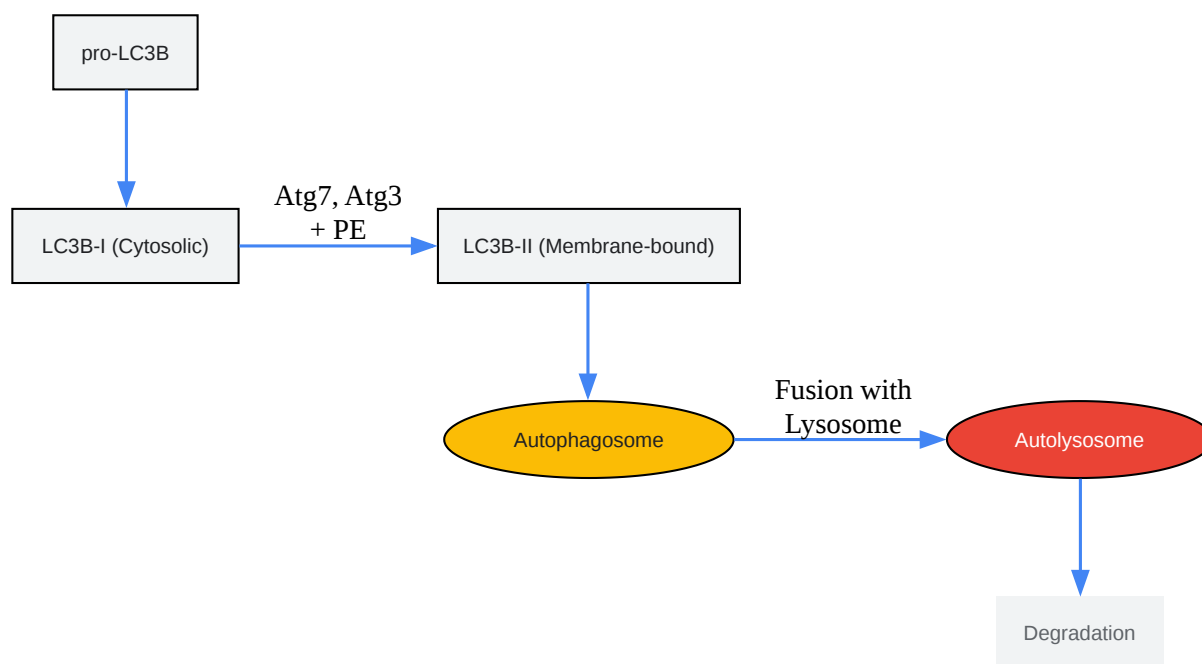 pro-LC3B
Atg7, Atg3
+ PE
LC3B-I (Cytosolic)
LC3B-II (Membrane-bound)
Fusion with
Lysosome
Autophagosome
Autolysosome
Degradation